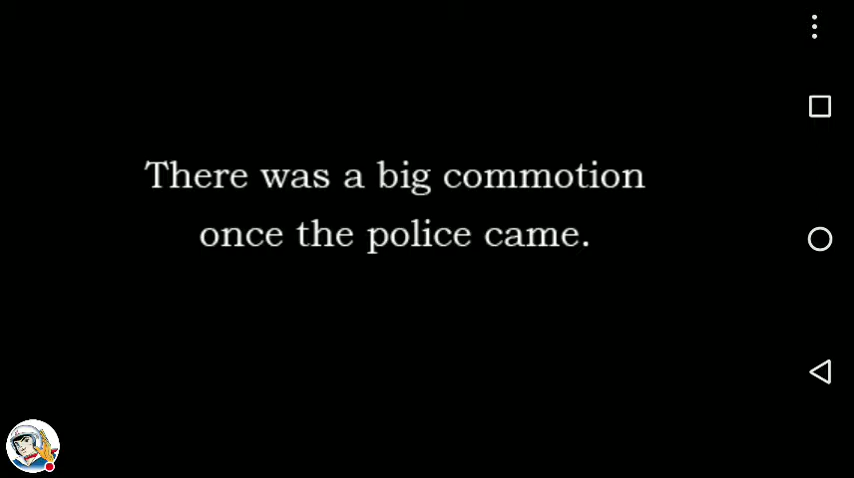 There was a big commotion
once the police came.